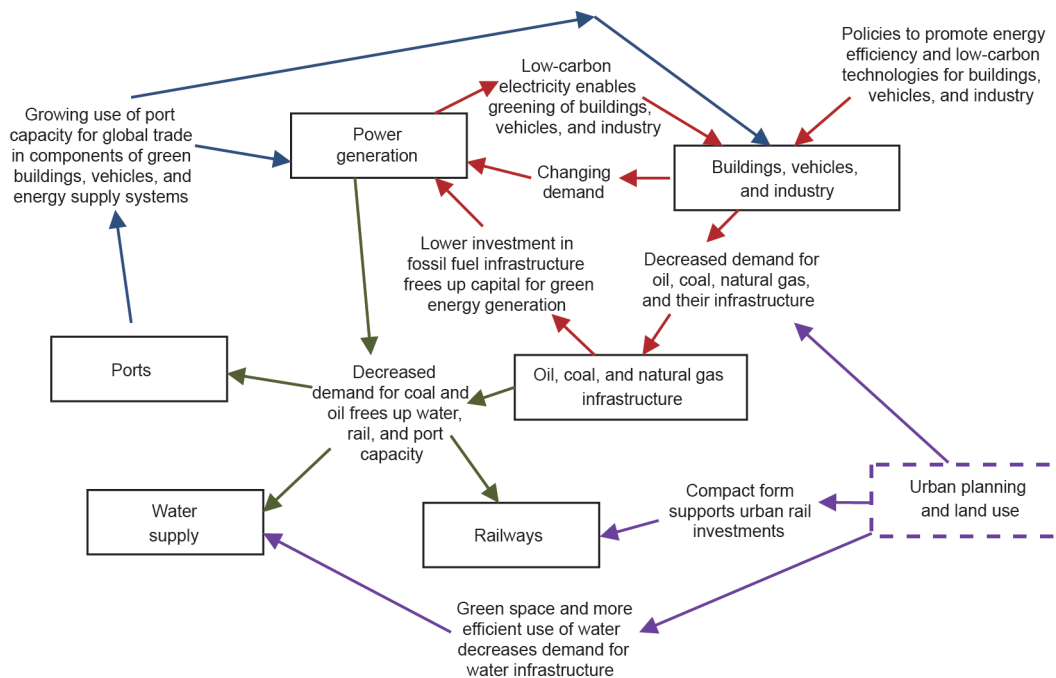 Policies to promote energy
efficiency and low-carbon
technologies for buildings,
vehicles, and industry
Low-carbon
electricity enables
greening of buildings,
vehicles, and industry
Growing use of port
capacity for global trade
in components of green
buildings, vehicles, and
energy supply systems
Power
generation
Changing
demand
Buildings, vehicles,
and industry
Lower investment in
fossil fuel infrastructure
frees up capital for green
energy generation
Decreased demand for
oil, coal, natural gas,
and their infrastructure
Ports
Decreased
demand for coal and
oil frees up water,
rail, and port
capacity
Oil, coal, and natural gas
infrastructure
Water
supply
Railways
Compact form
supports urban rail
investments
Urban planning
and land use
Green space and more
efficient use of water
decreases demand for
water infrastructure